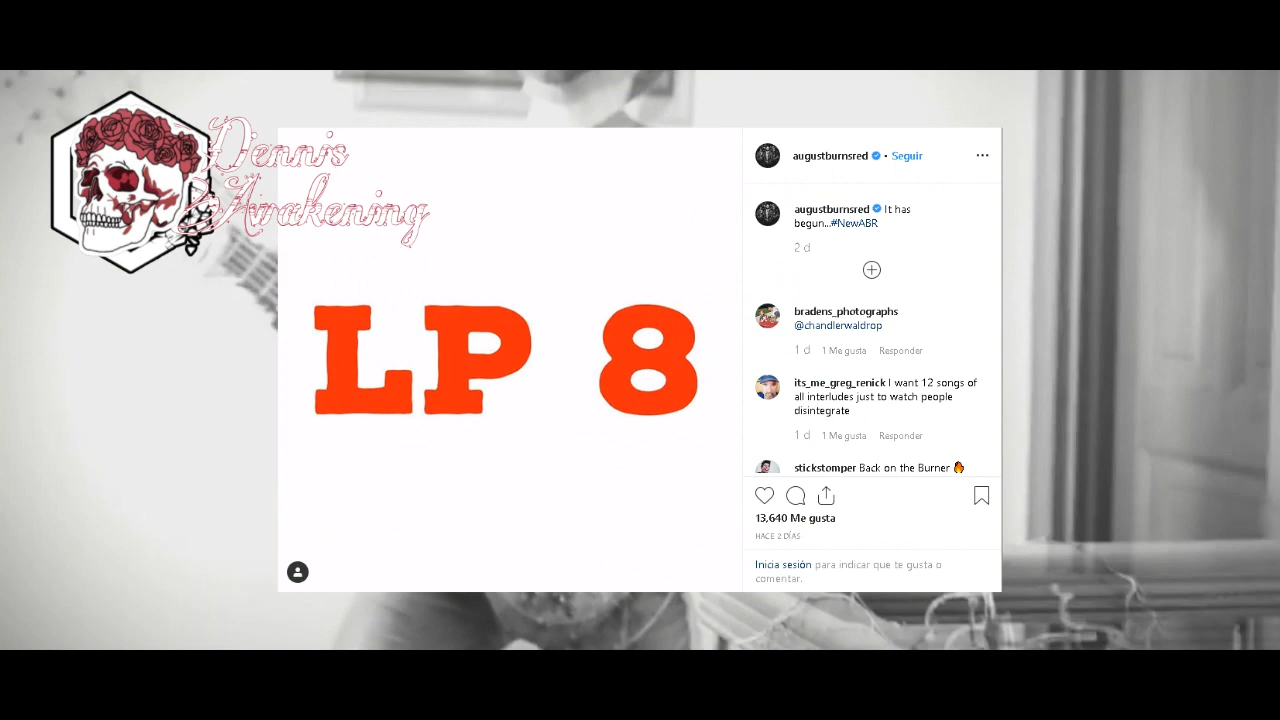 Dennis
Awakening
LP 8
augustburnsred • Seguir
augustburnsred It has
begun...#NewABR
2 d
bradens_photographs
@chandlerwaldrop
1 d 1 Me gusta Responder
its_me_greg_renick I want 12 songs of
all interludes just to watch people
disintegrate
1 d 1 Me gusta Responder
stickstomper Back on the Burner 🔥
13,640 Me gusta
HACE 2 DÍAS
Inicia sesión para indicar que te gusta o
comentar.